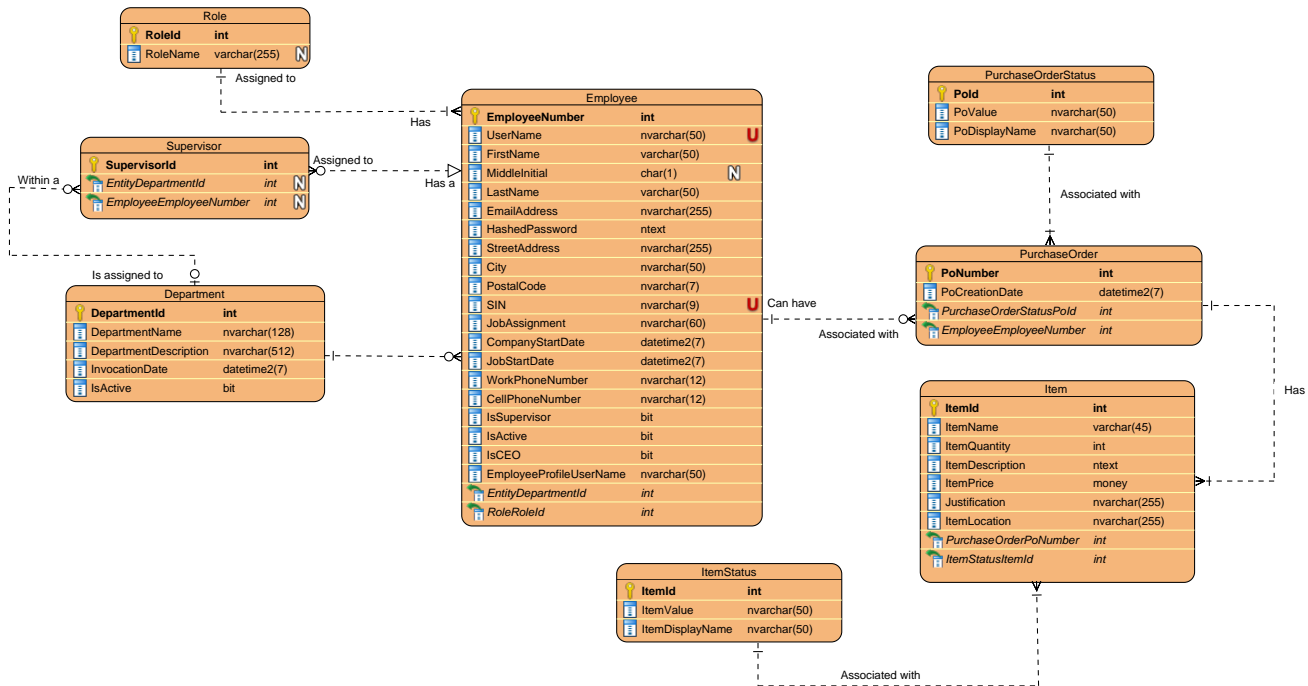 Role
RoleId int
RoleName varchar(255) N
Assigned to
Has
Supervisor
SupervisorId int
EntityDepartmentId int N
EmployeeEmployeeNumber int N
Assigned to
Has a
Within a
Is assigned to
Department
DepartmentId int
DepartmentName nvarchar(128)
DepartmentDescription nvarchar(512)
InvocationDate datetime2(7)
IsActive bit
Employee
EmployeeNumber int
UserName nvarchar(50) U
FirstName varchar(50)
MiddleInitial char(1) N
LastName varchar(50)
EmailAddress nvarchar(255)
HashedPassword ntext
StreetAddress nvarchar(255)
City nvarchar(50)
PostalCode nvarchar(7)
SIN nvarchar(9) U
JobAssignment nvarchar(60)
CompanyStartDate datetime2(7)
JobStartDate datetime2(7)
WorkPhoneNumber nvarchar(12)
CellPhoneNumber nvarchar(12)
IsSupervisor bit
IsActive bit
IsCEO bit
EmployeeProfileUserName nvarchar(50)
EntityDepartmentId int
RoleRoleId int
Can have
Associated with
PurchaseOrderStatus
PoId int
PoValue nvarchar(50)
PoDisplayName nvarchar(50)
Associated with
PurchaseOrder
PoNumber int
PoCreationDate datetime2(7)
PurchaseOrderStatusPoId int
EmployeeEmployeeNumber int
Has
Item
ItemId int
ItemName varchar(45)
ItemQuantity int
ItemDescription ntext
ItemPrice money
Justification nvarchar(255)
ItemLocation nvarchar(255)
PurchaseOrderPoNumber int
ItemStatusItemId int
ItemStatus
ItemId int
ItemValue nvarchar(50)
ItemDisplayName nvarchar(50)
Associated with